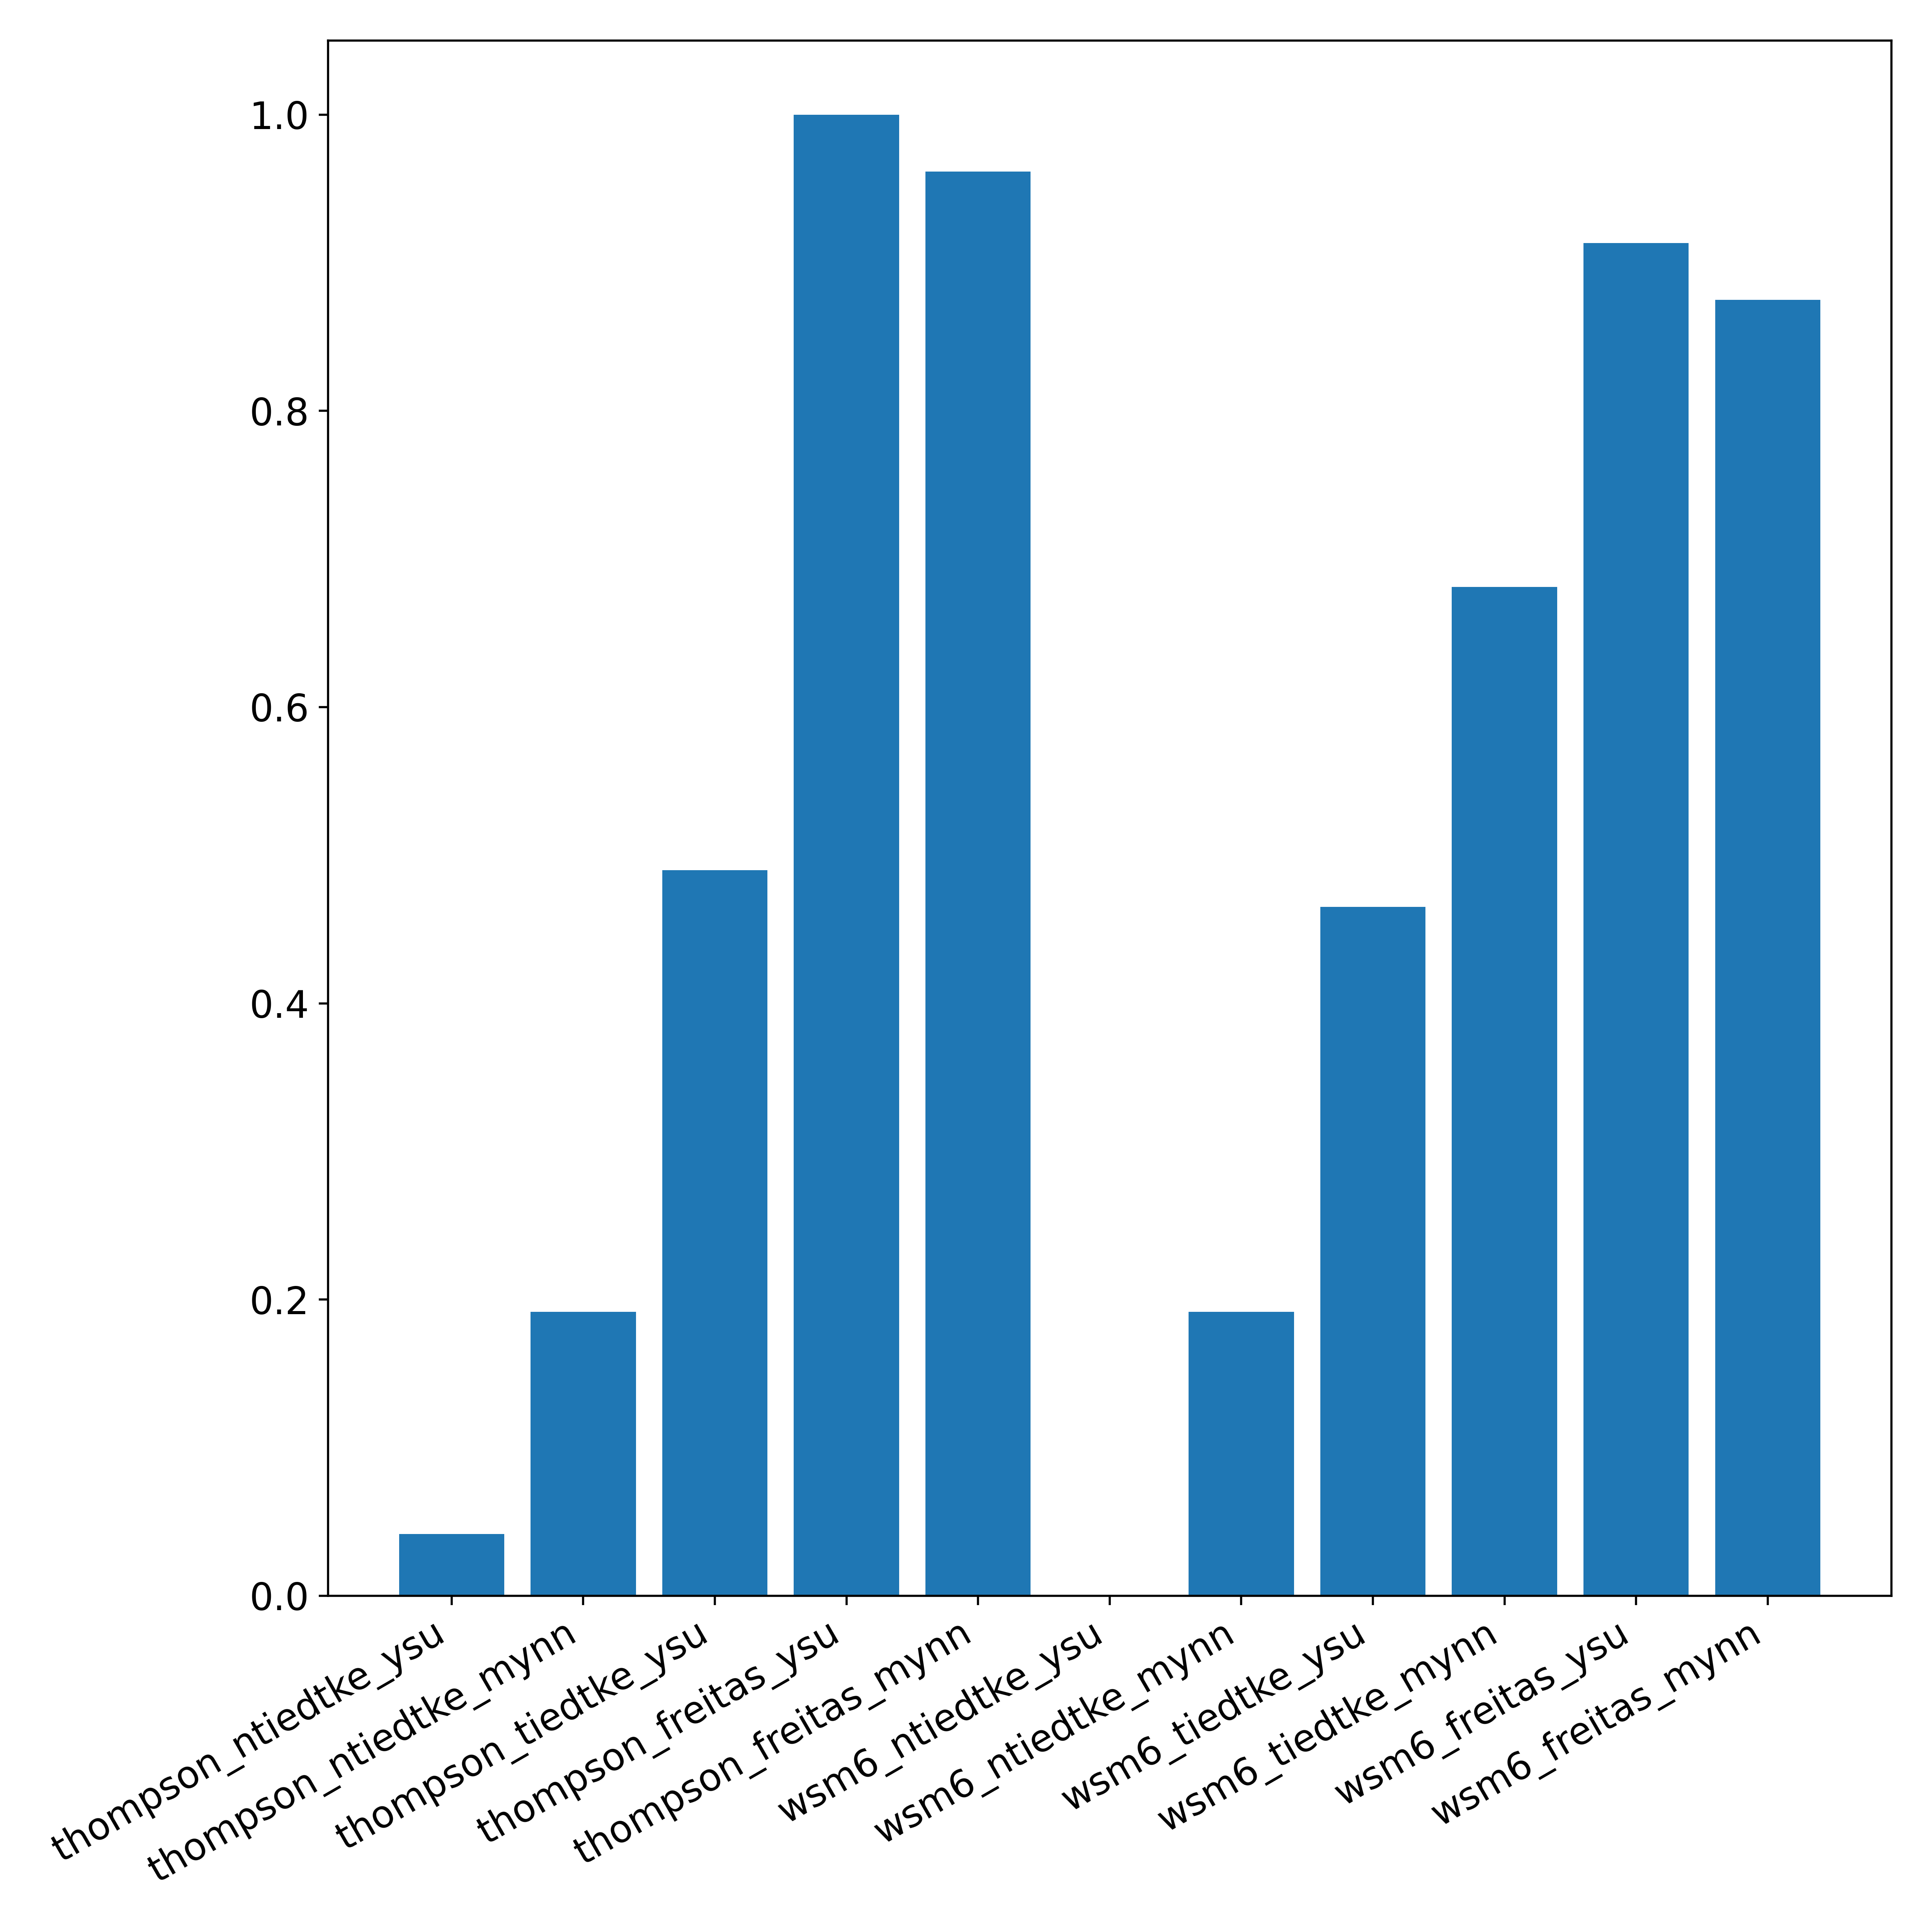 1.0
0.8
0.6
0.4
0.2
0.0
thompson_ntiedtke_ysu
thompson_ntiedtke_mynn
thompson_tiedtke_ysu
thompson_freitas_ysu
thompson_freitas_mynn
wsm6_ntiedtke_ysu
wsm6_ntiedtke_mynn
wsm6_tiedtke_ysu
wsm6_tiedtke_mynn
wsm6_freitas_ysu
wsm6_freitas_mynn